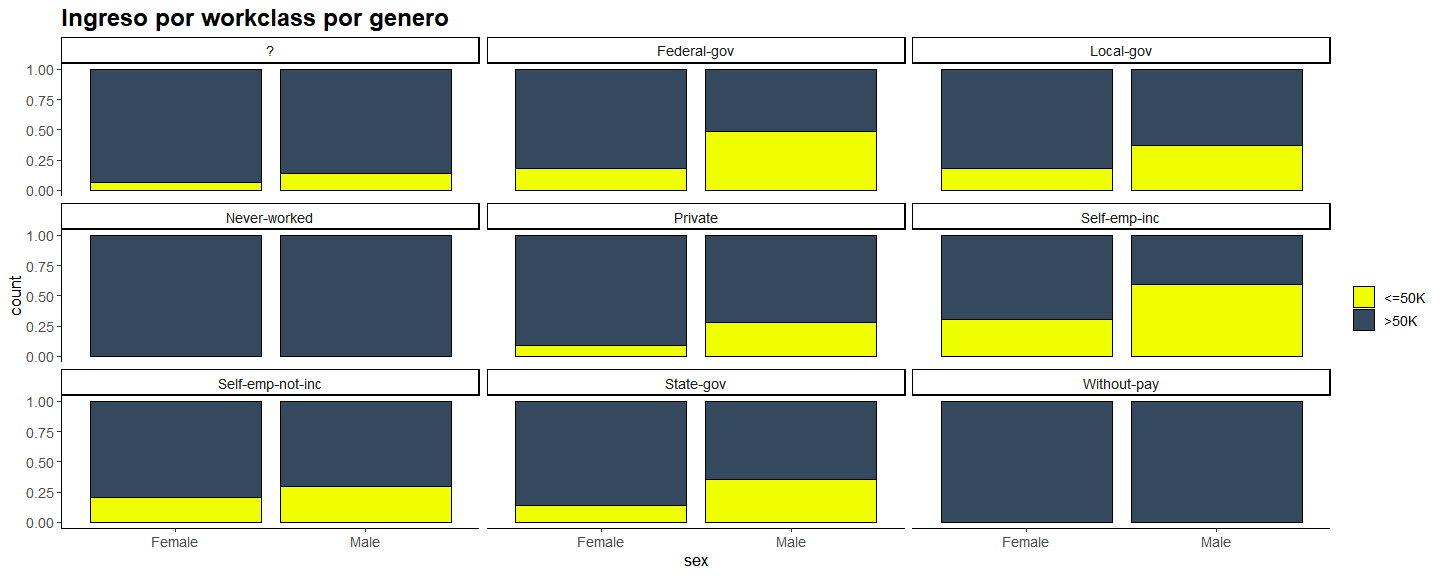 Ingreso por workclass por genero
?
Federal-gov
Local-gov
1.00
0.75
0.50
0.25
0.00
Never-worked
Private
Self-emp-inc
1.00
0.75
0.50
0.25
0.00
count
<=50K
>50K
Self-emp-not-inc
State-gov
Without-pay
1.00
0.75
0.50
0.25
0.00
Female
Male
Female
Male
Female
Male
sex